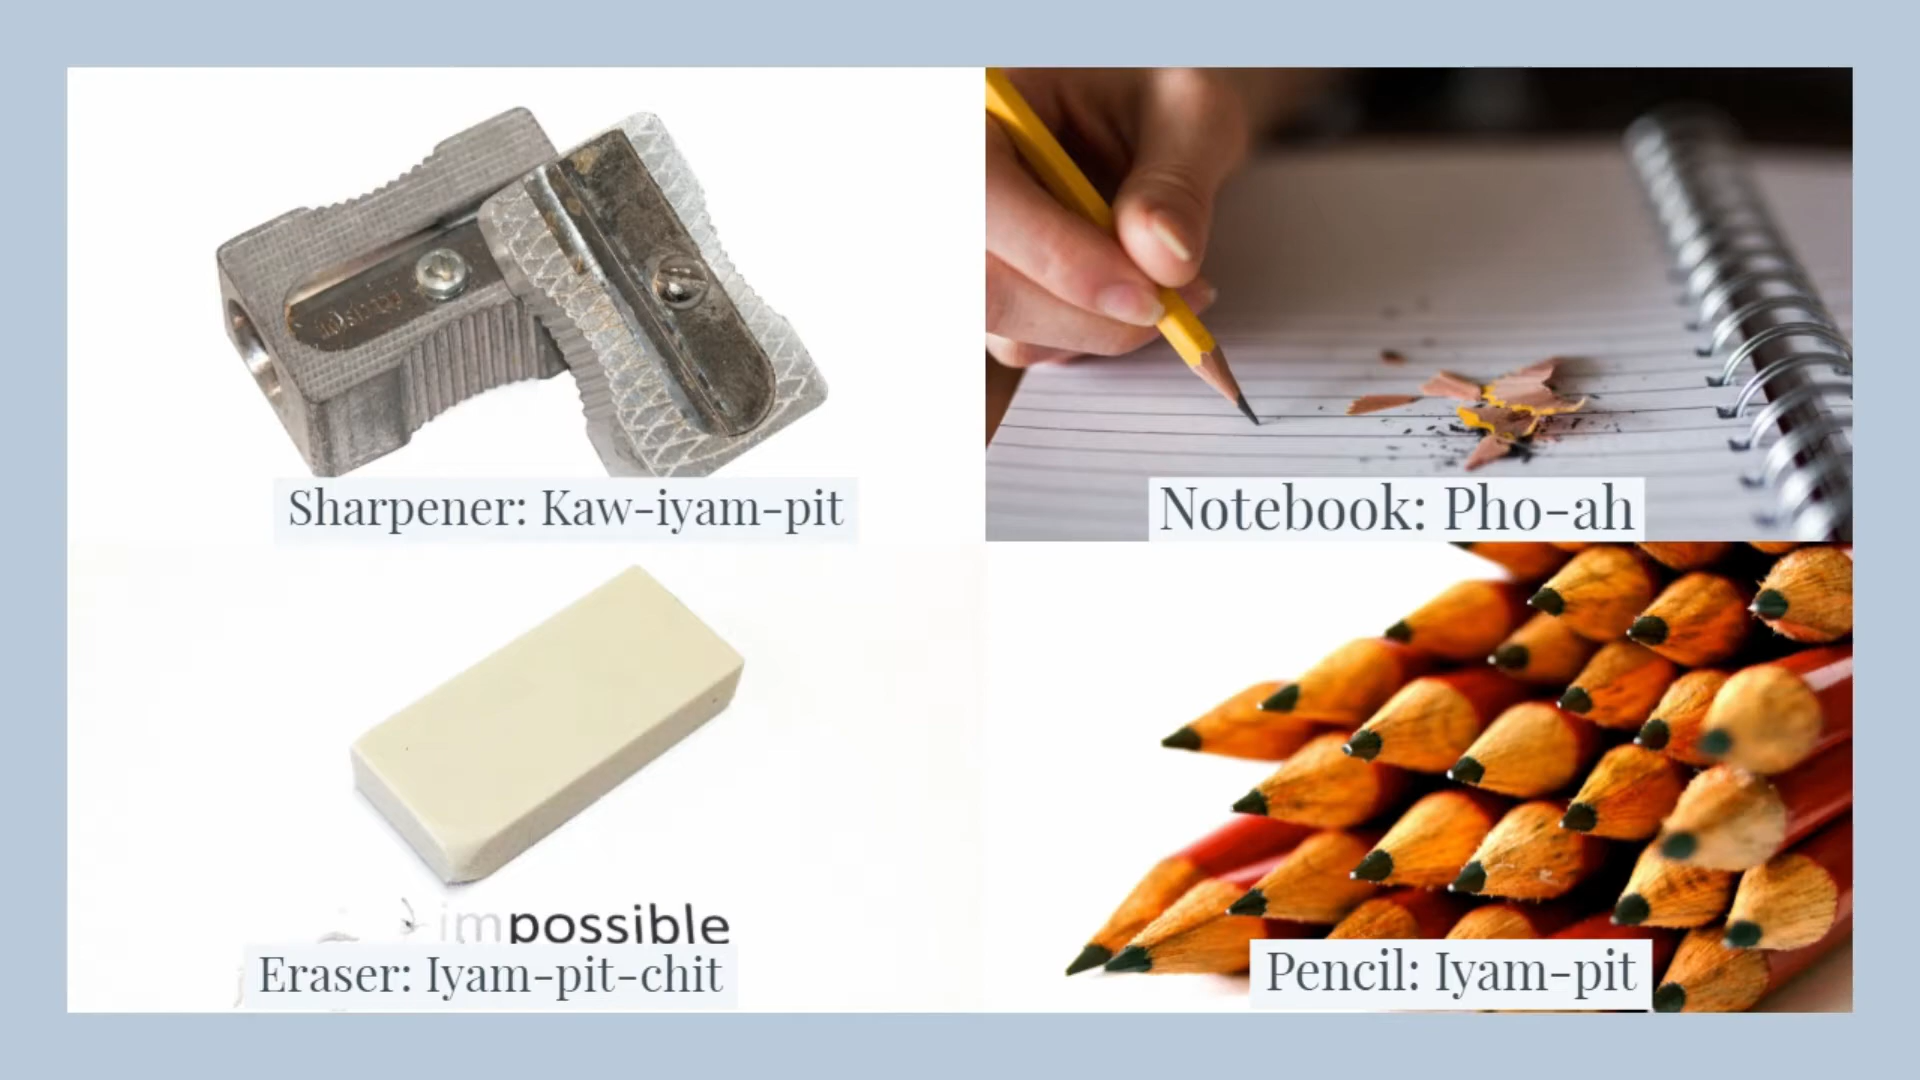 Sharpener: Kaw-iyam-pit
Notebook: Pho-ah
impossible
Eraser: Iyam-pit-chit
Pencil: Iyam-pit